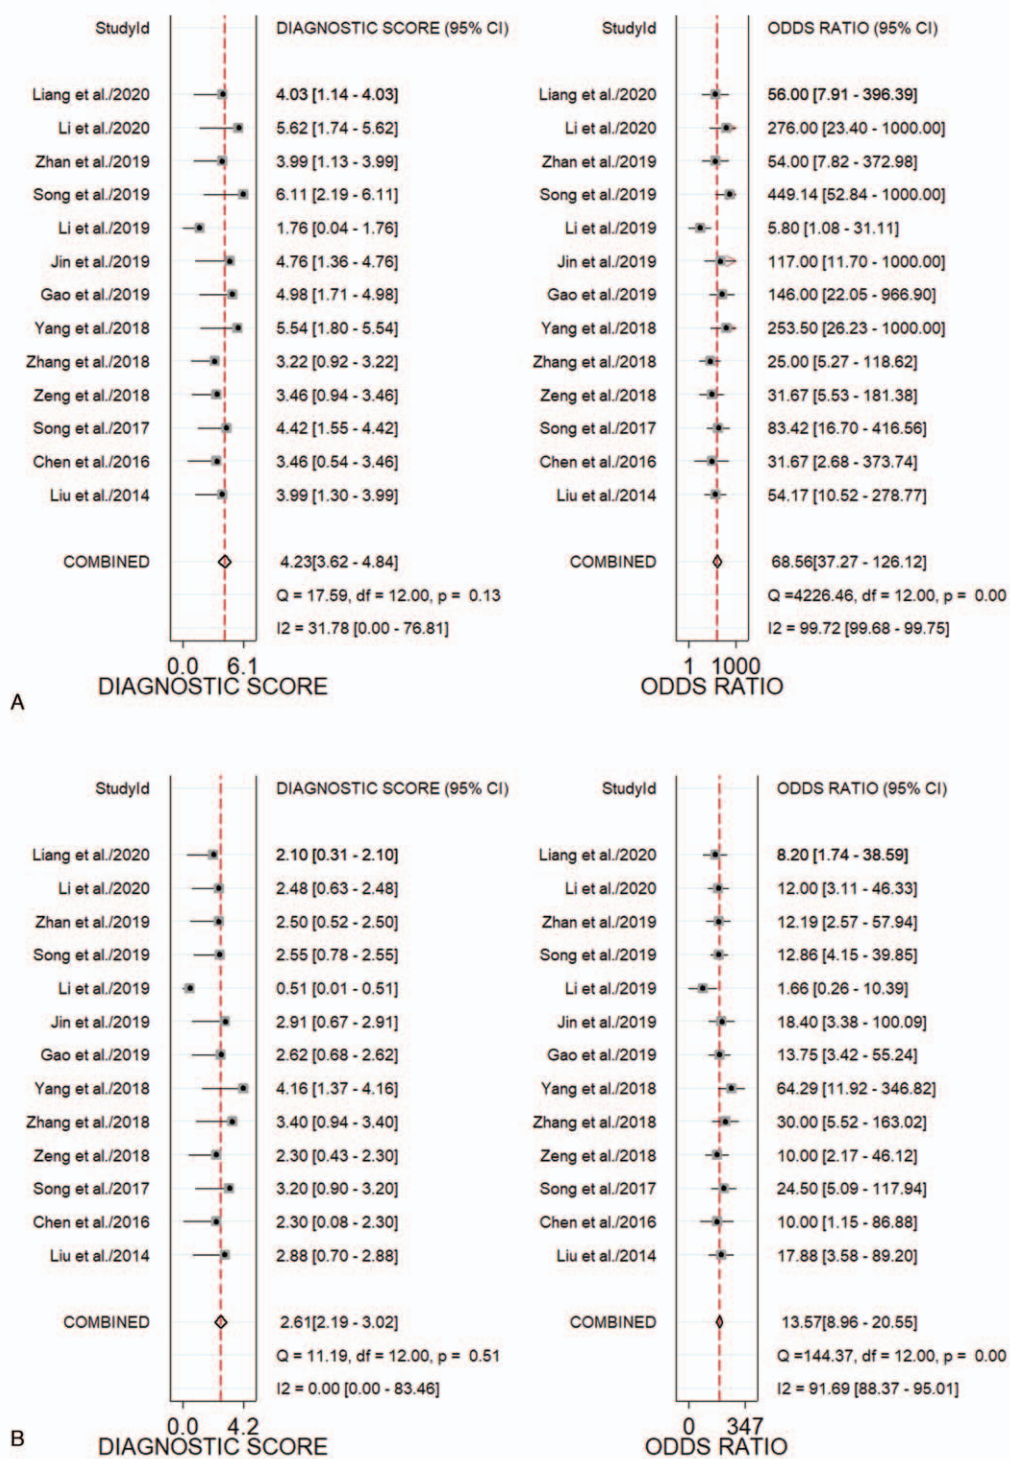 StudyId DIAGNOSTIC SCORE (95% CI) StudyId ODDS RATIO (95% CI)
Liang et al./2020 4.03 [1.14 - 4.03] Liang et al./2020 56.00 [7.91 - 396.39]
Li et al./2020 5.62 [1.74 - 5.62] Li et al./2020 276.00 [23.40 - 1000.00]
Zhan et al./2019 3.99 [1.13 - 3.99] Zhan et al./2019 54.00 [7.82 - 372.98]
Song et al./2019 6.11 [2.19 - 6.11] Song et al./2019 449.14 [52.84 - 1000.00]
Li et al./2019 1.76 [0.04 - 1.76] Li et al./2019 5.80 [1.08 - 31.11]
Jin et al./2019 4.76 [1.36 - 4.76] Jin et al./2019 117.00 [11.70 - 1000.00]
Gao et al./2019 4.98 [1.71 - 4.98] Gao et al./2019 146.00 [22.05 - 966.90]
Yang et al./2018 5.54 [1.80 - 5.54] Yang et al./2018 253.50 [26.23 - 1000.00]
Zhang et al./2018 3.22 [0.92 - 3.22] Zhang et al./2018 25.00 [5.27 - 118.62]
Zeng et al./2018 3.46 [0.94 - 3.46] Zeng et al./2018 31.67 [5.53 - 181.38]
Song et al./2017 4.42 [1.55 - 4.42] Song et al./2017 83.42 [16.70 - 416.56]
Chen et al./2016 3.46 [0.54 - 3.46] Chen et al./2016 31.67 [2.68 - 373.74]
Liu et al./2014 3.99 [1.30 - 3.99] Liu et al./2014 54.17 [10.52 - 278.77]
COMBINED 4.23[3.62 - 4.84] COMBINED 68.56[37.27 - 126.12]
Q = 17.59, df = 12.00, p = 0.13 Q =4226.46, df = 12.00, p = 0.00
I2 = 31.78 [0.00 - 76.81] I2 = 99.72 [99.68 - 99.75]
0.0 6.1 1 1000
DIAGNOSTIC SCORE ODDS RATIO
A
StudyId DIAGNOSTIC SCORE (95% CI) StudyId ODDS RATIO (95% CI)
Liang et al./2020 2.10 [0.31 - 2.10] Liang et al./2020 8.20 [1.74 - 38.59]
Li et al./2020 2.48 [0.63 - 2.48] Li et al./2020 12.00 [3.11 - 46.33]
Zhan et al./2019 2.50 [0.52 - 2.50] Zhan et al./2019 12.19 [2.57 - 57.94]
Song et al./2019 2.55 [0.78 - 2.55] Song et al./2019 12.86 [4.15 - 39.85]
Li et al./2019 0.51 [0.01 - 0.51] Li et al./2019 1.66 [0.26 - 10.39]
Jin et al./2019 2.91 [0.67 - 2.91] Jin et al./2019 18.40 [3.38 - 100.09]
Gao et al./2019 2.62 [0.68 - 2.62] Gao et al./2019 13.75 [3.42 - 55.24]
Yang et al./2018 4.16 [1.37 - 4.16] Yang et al./2018 64.29 [11.92 - 346.82]
Zhang et al./2018 3.40 [0.94 - 3.40] Zhang et al./2018 30.00 [5.52 - 163.02]
Zeng et al./2018 2.30 [0.43 - 2.30] Zeng et al./2018 10.00 [2.17 - 46.12]
Song et al./2017 3.20 [0.90 - 3.20] Song et al./2017 24.50 [5.09 - 117.94]
Chen et al./2016 2.30 [0.08 - 2.30] Chen et al./2016 10.00 [1.15 - 86.88]
Liu et al./2014 2.88 [0.70 - 2.88] Liu et al./2014 17.88 [3.58 - 89.20]
COMBINED 2.61[2.19 - 3.02] COMBINED 13.57[8.96 - 20.55]
Q = 11.19, df = 12.00, p = 0.51 Q =144.37, df = 12.00, p = 0.00
I2 = 0.00 [0.00 - 83.46] I2 = 91.69 [88.37 - 95.01]
0.0 4.2 0 347
DIAGNOSTIC SCORE ODDS RATIO
B